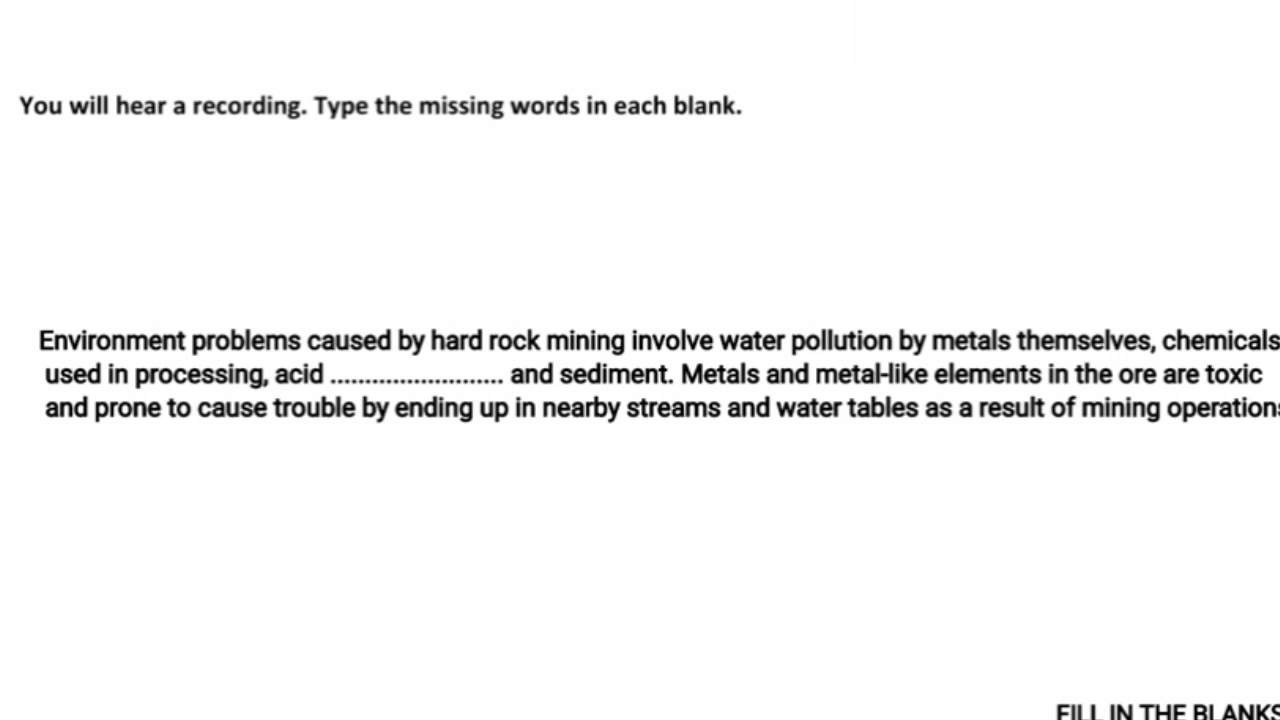 You will hear a recording. Type the missing words in each blank.
Environment problems caused by hard rock mining involve water pollution by metals themselves, chemicals
used in processing, acid ......................... and sediment. Metals and metal-like elements in the ore are toxic
and prone to cause trouble by ending up in nearby streams and water tables as a result of mining operations
FILL IN THE BLANKS